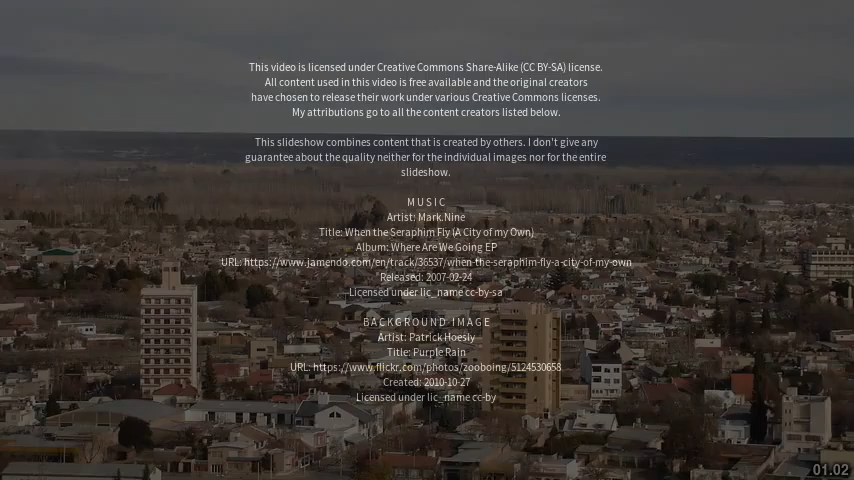 This video is licensed under Creative Commons Share-Alike (CC BY-SA) license.
All content used in this video is free available and the original creators
have chosen to release their work under various Creative Commons licenses.
My attributions go to all the content creators listed below.
This slideshow combines content that is created by others. I don't give any
guarantee about the quality neither for the individual images nor for the entire
slideshow.
MUSIC
Artist: Mark.Nine
Title: When the Seraphim Fly (A City of my Own)
Album: Where Are We Going EP
URL: https://www.jamendo.com/en/track/36537/when-the-seraphim-fly-a-city-of-my-own
Released: 2007-02-24
Licensed under lic_name cc-by-sa
BACKGROUND IMAGE
Artist: Patrick Hoesly
Title: Purple Rain
URL: https://www.flickr.com/photos/zooboing/5124530658
Created: 2010-10-27
Licensed under lic_name cc-by
01.02